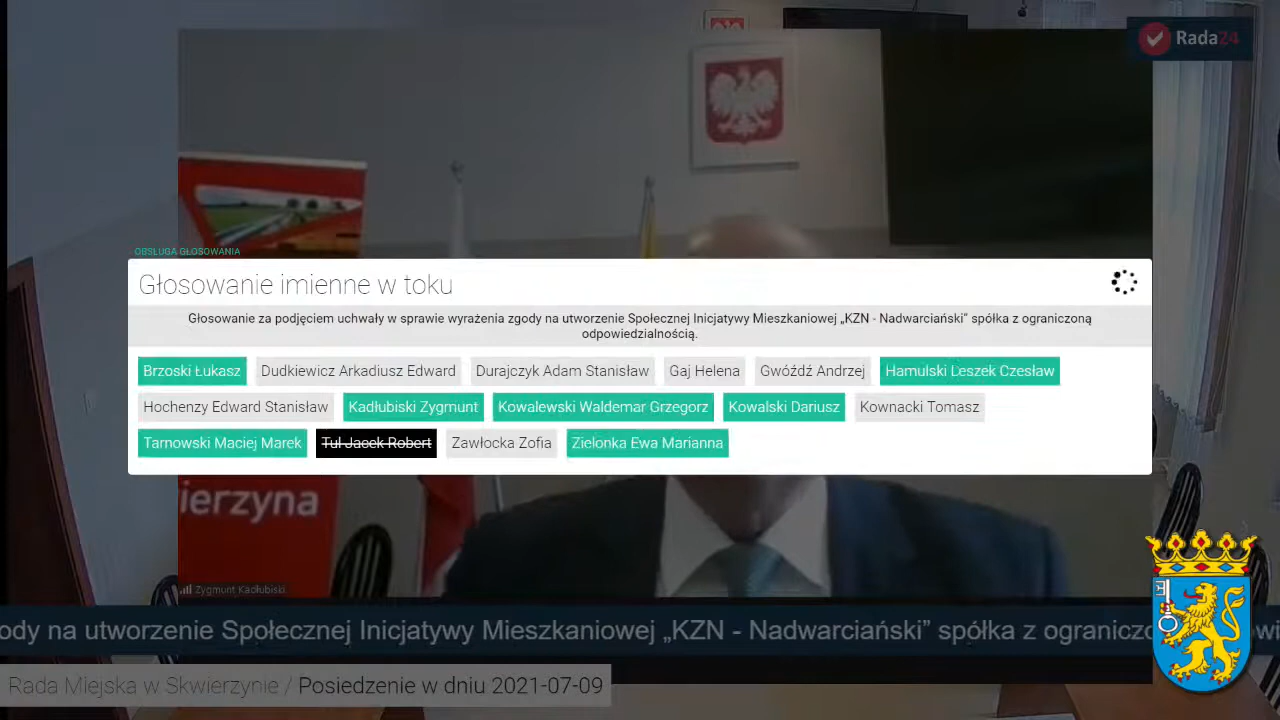 Rada24
OBSŁUGA GŁOSOWANIA
Głosowanie imienne w toku
Głosowanie za podjęciem uchwały w sprawie wyrażenia zgody na utworzenie Społecznej Inicjatywy Mieszkaniowej „KZN - Nadwarciański” spółka z ograniczoną
odpowiedzialnością.
Brzoski Łukasz Dudkiewicz Arkadiusz Edward Durajczyk Adam Stanisław Gaj Helena Gwóźdź Andrzej Hamulski Leszek Czesław
Hochenzy Edward Stanisław Kadłubiski Zygmunt Kowalewski Waldemar Grzegorz Kowalski Dariusz Kownacki Tomasz
Tarnowski Maciej Marek Tul Jacek Robert Zawłocka Zofia Zielonka Ewa Marianna
ierzyna
Zygmunt Kadłubiski
ody na utworzenie Społecznej Inicjatywy Mieszkaniowej „KZN - Nadwarciański” spółka z ogranicz
Rada Miejska w Skwierzynie / Posiedzenie w dniu 2021-07-09